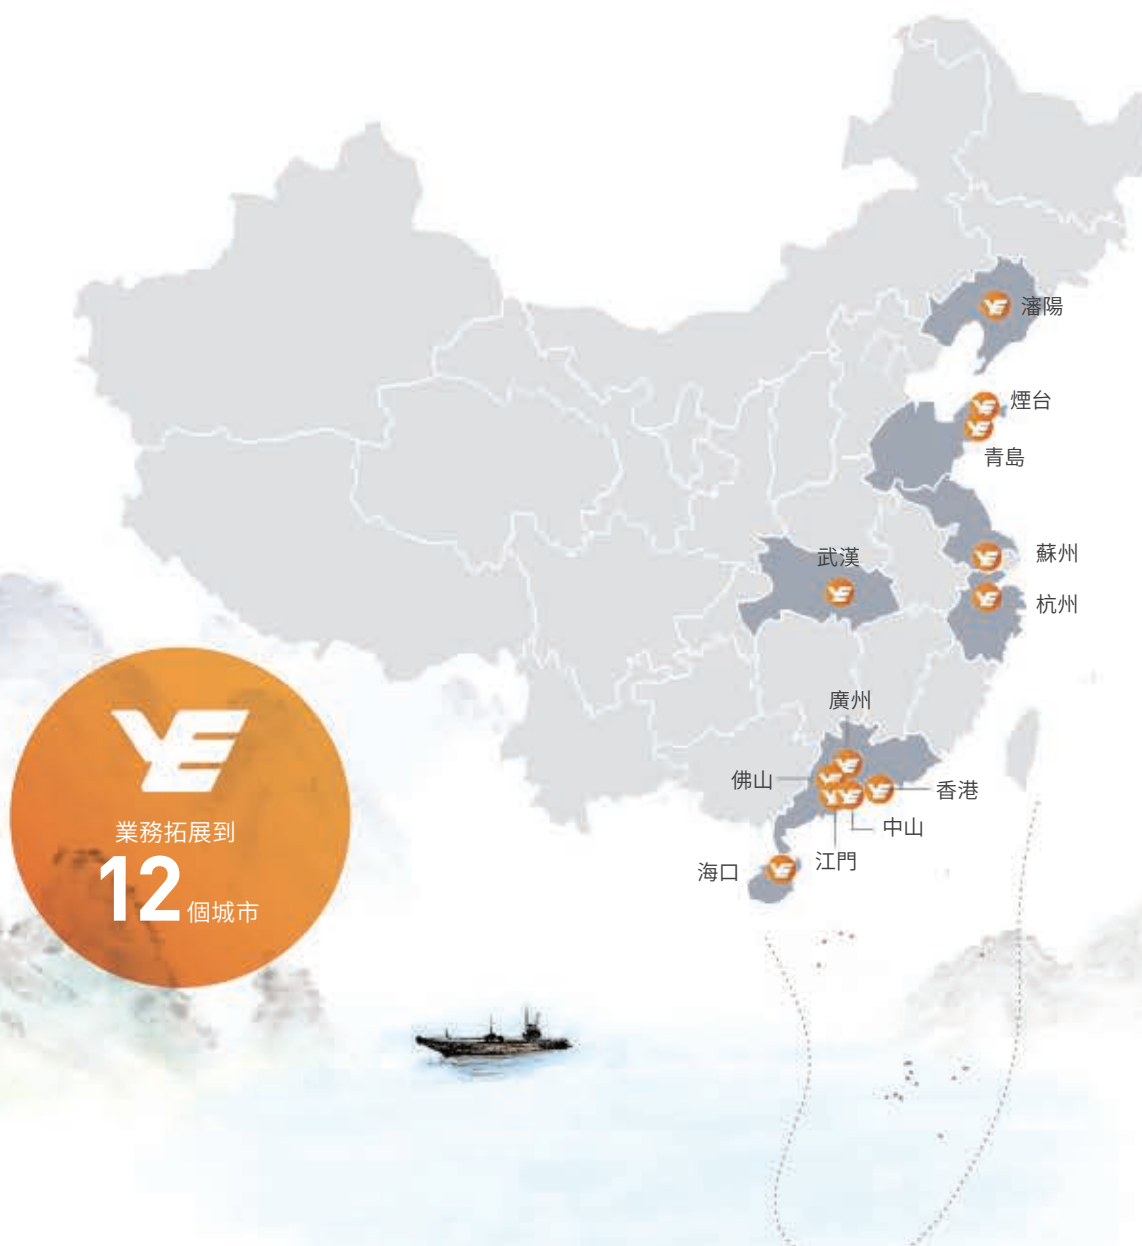 瀋陽
煙台
青島
蘇州
武漢
杭州
廣州
佛山
香港
中山
江門
海口
YE
業務拓展到
12個城市